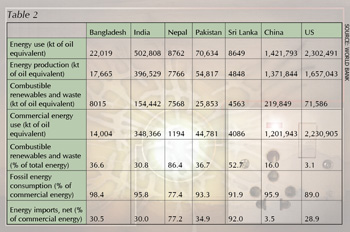 Table 2
Bangladesh India Nepal Pakistan Sri Lanka China US
Energy use (kt of oil
equivalent) 22,019 502,808 8762 70,634 8649 1,421,793 2,302,491
Energy production (kt
of oil equivalent) 17,665 396,529 7766 54,817 4848 1,371,844 1,657,043
Combustible
renewables and waste
(kt of oil equivalent) 8015 154,442 7568 25,853 4563 219,849 71,586
Commercial energy
use (kt of oil
equivalent) 14,004 348,366 1194 44,781 4086 1,201,943 2,230,905
Combustible
renewables and waste
(% of total energy) 36.6 30.8 86.4 36.7 52.7 16.0 3.1
Fossil energy
consumption (% of
commercial energy) 98.4 95.8 77.4 93.3 91.9 95.9 89.0
Energy imports, net (%
of commercial energy) 30.5 30.0 77.2 34.9 92.0 3.5 28.9
SOURCE: WORLD BANK